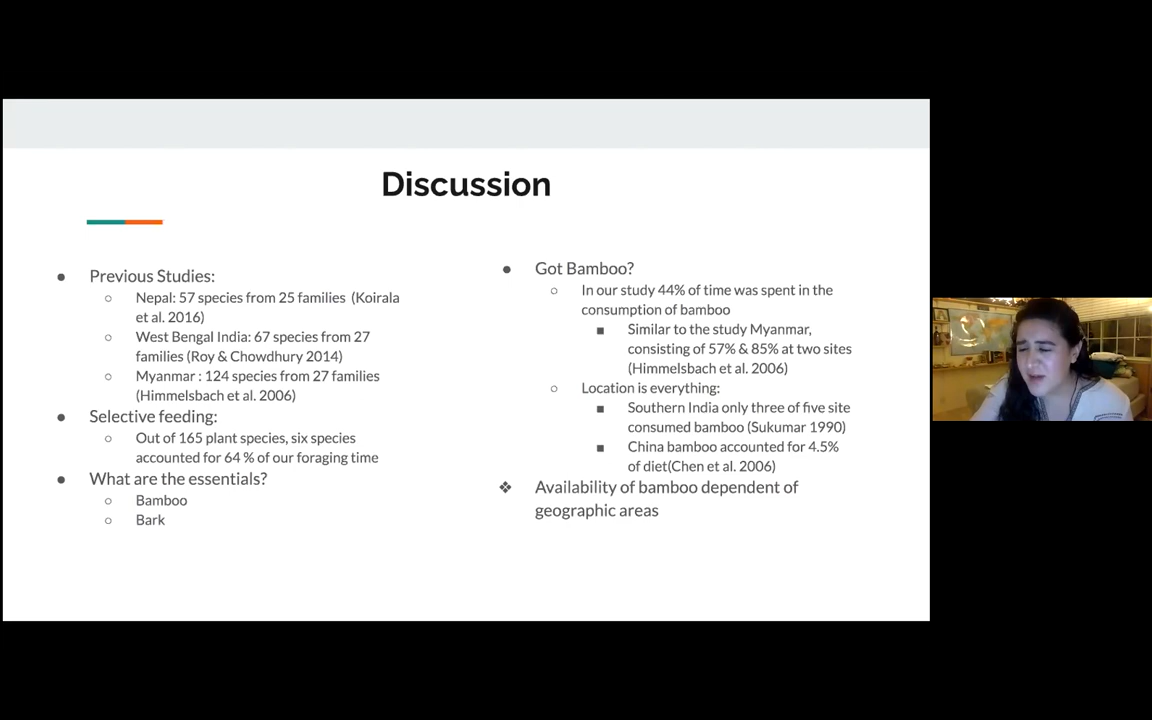 Discussion
● Previous Studies:
○ Nepal: 57 species from 25 families (Koirala
et al. 2016)
○ West Bengal India: 67 species from 27
families (Roy & Chowdhury 2014)
○ Myanmar : 124 species from 27 families
(Himmelsbach et al. 2006)
● Selective feeding:
○ Out of 165 plant species, six species
accounted for 64 % of our foraging time
● What are the essentials?
○ Bamboo
○ Bark
● Got Bamboo?
○ In our study 44% of time was spent in the
consumption of bamboo
■ Similar to the study Myanmar,
consisting of 57% & 85% at two sites
(Himmelsbach et al. 2006)
○ Location is everything:
■ Southern India only three of five site
consumed bamboo (Sukumar 1990)
■ China bamboo accounted for 4.5%
of diet(Chen et al. 2006)
❖ Availability of bamboo dependent of
geographic areas